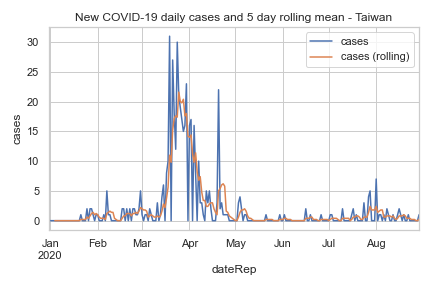 New COVID-19 daily cases and 5 day rolling mean - Taiwan
cases
cases (rolling)
cases
30
25
20
15
10
5
0
Jan Feb Mar Apr May Jun Jul Aug
2020
dateRep